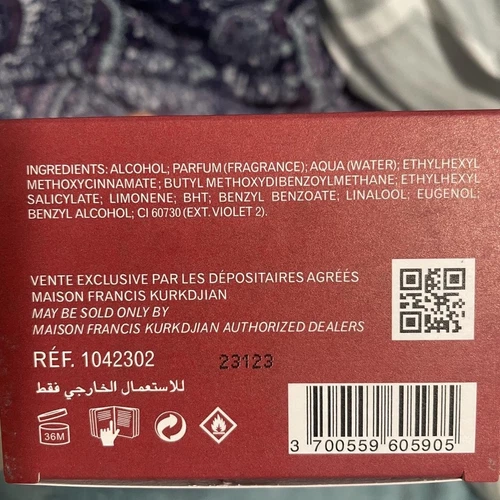 INGREDIENTS: ALCOHOL; PARFUM (FRAGRANCE); AQUA (WATER); ETHYLHEXYL
METHOXYCINNAMATE; BUTYL METHOXYDIBENZOYLMETHANE; ETHYLHEXYL
SALICYLATE; LIMONENE; BHT; BENZYL BENZOATE; LINALOOL; EUGENOL;
BENZYL ALCOHOL; CI 60730 (EXT. VIOLET 2).
VENTE EXCLUSIVE PAR LES DÉPOSITAIRES AGRÉÉS
MAISON FRANCIS KURKDJIAN
MAY BE SOLD ONLY BY
MAISON FRANCIS KURKDJIAN AUTHORIZED DEALERS
RÉF. 1042302
23123
للاستعمال الخارجي فقط
36M
3 700559 605905